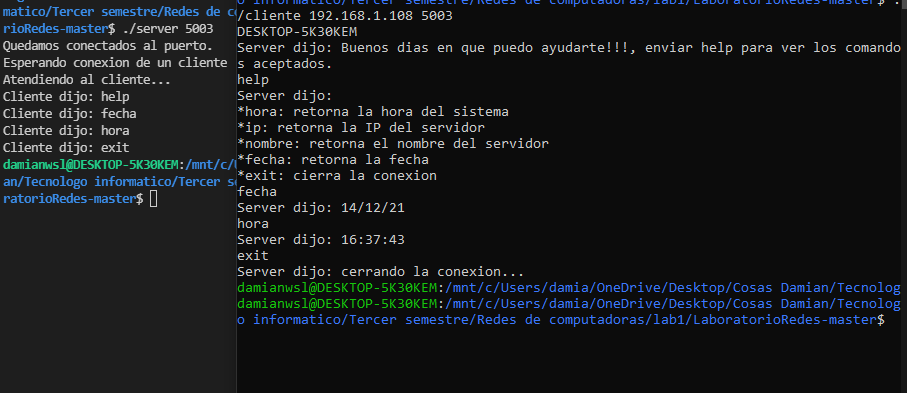 matico/Tercer semestre/Redes de co
rioRedes-master$ ./server 5003
Quedamos conectados al puerto.
Esperando conexion de un cliente
Atendiendo al cliente...
Cliente dijo: help
Cliente dijo: fecha
Cliente dijo: hora
Cliente dijo: exit
damianwsl@DESKTOP-5K30KEM:/mnt/c/U
an/Tecnologo informatico/Tercer se
ratorioRedes-master$
o informatico/Tercer semestre/Redes de computadoras/lab1/LaboratorioRedes-master$ .
/cliente 192.168.1.108 5003
DESKTOP-5K30KEM
Server dijo: Buenos dias en que puedo ayudarte!!!, enviar help para ver los comando
s aceptados.
help
Server dijo:
*hora: retorna la hora del sistema
*ip: retorna la IP del servidor
*nombre: retorna el nombre del servidor
*fecha: retorna la fecha
*exit: cierra la conexion
fecha
Server dijo: 14/12/21
hora
Server dijo: 16:37:43
exit
Server dijo: cerrando la conexion...
damianwsl@DESKTOP-5K30KEM:/mnt/c/Users/damia/OneDrive/Desktop/Cosas Damian/Tecnolog
damianwsl@DESKTOP-5K30KEM:/mnt/c/Users/damia/OneDrive/Desktop/Cosas Damian/Tecnolog
o informatico/Tercer semestre/Redes de computadoras/lab1/LaboratorioRedes-master$